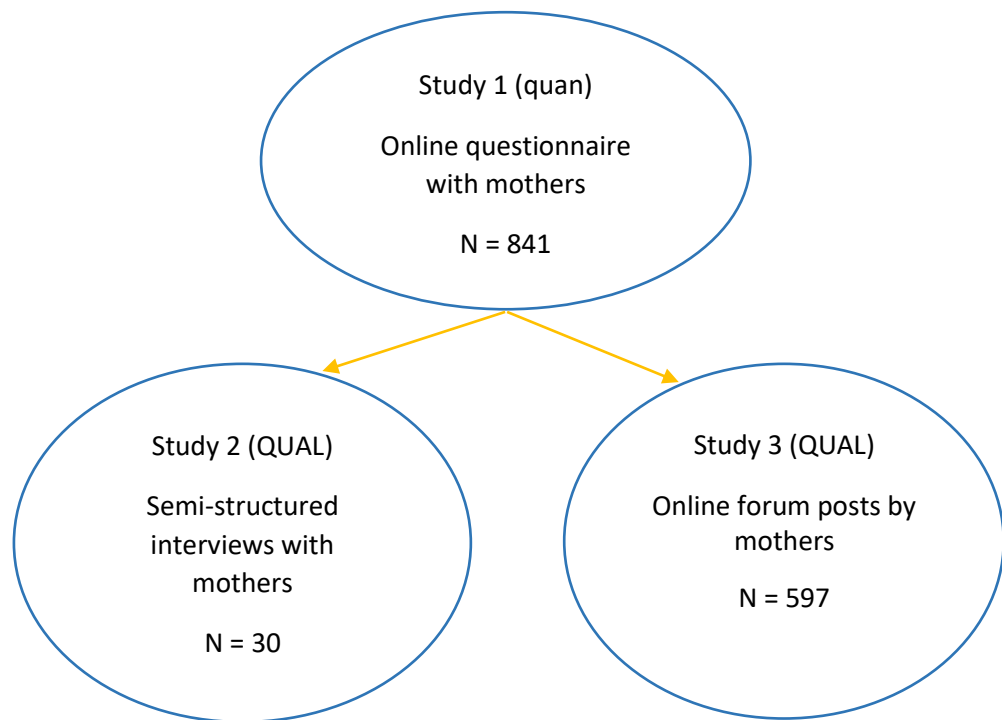 Study 1 (quan)
Online questionnaire
with mothers
N = 841
Study 2 (QUAL)
Semi-structured
interviews with
mothers
N = 30
Study 3 (QUAL)
Online forum posts by
mothers
N = 597